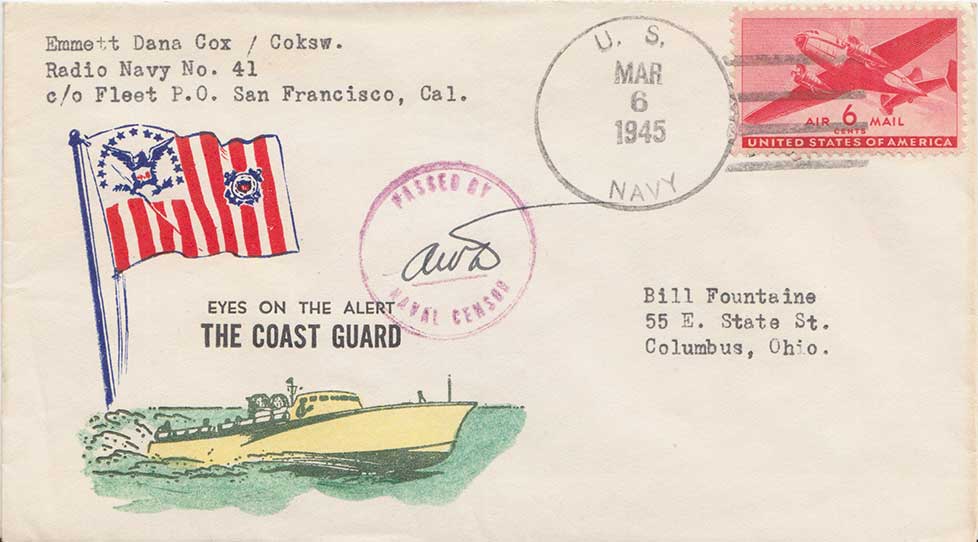 Emmett Dana Cox / Coksw.
Radio Navy No. 41
c/o Fleet P.O. San Francisco, Cal.
U. S.
MAR
6
1945
NAVY
AIR 6 MAIL
CENTS
UNITED STATES OF AMERICA
PASSED BY
NAVAL CENSOR
EYES ON THE ALERT
THE COAST GUARD
Bill Fountaine
55 E. State St.
Columbus, Ohio.